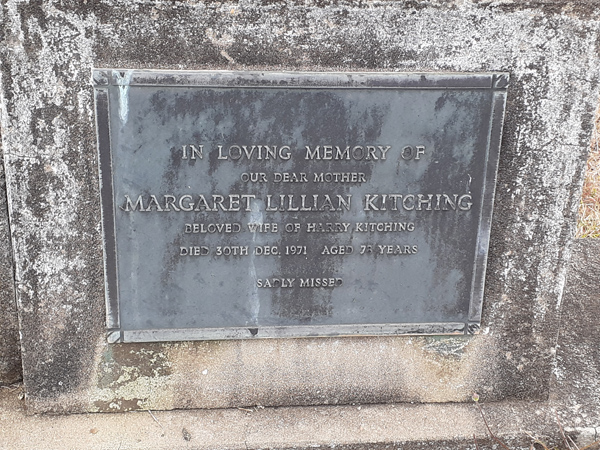 IN LOVING MEMORY OF
OUR DEAR MOTHER
MARGARET LILLIAN KITCHING
BELOVED WIFE OF HARRY KITCHING
DIED 30TH DEC. 1971 AGED 73 YEARS
SADLY MISSED